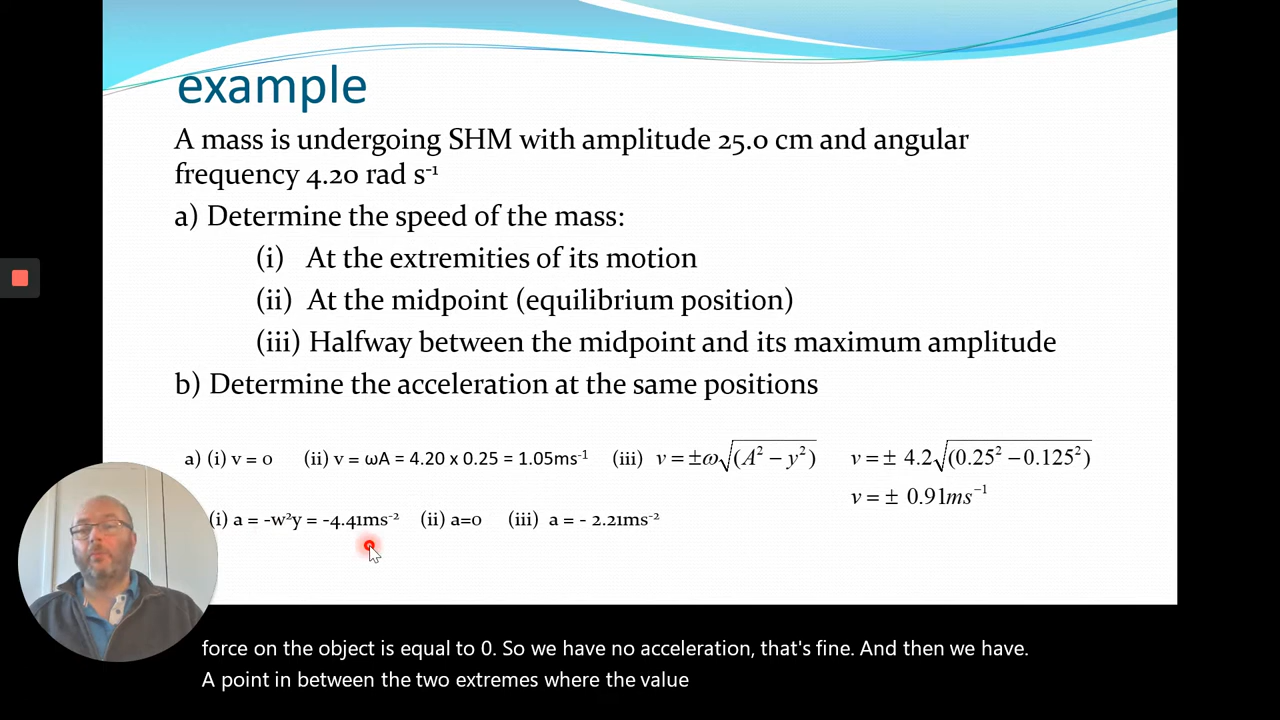 example
A mass is undergoing SHM with amplitude 25.0 cm and angular
frequency 4.20 rad s⁻¹
a) Determine the speed of the mass:
(i) At the extremities of its motion
(ii) At the midpoint (equilibrium position)
(iii) Halfway between the midpoint and its maximum amplitude
b) Determine the acceleration at the same positions
a) (i) v = 0 (ii) v = ωA = 4.20 x 0.25 = 1.05ms⁻¹ (iii) v = ±ω√(A² − y²) v = ± 4.2√(0.25² − 0.125²)
v = ± 0.91ms⁻¹
(i) a = -w²y = -4.41ms⁻² (ii) a=0 (iii) a = - 2.21ms⁻²
force on the object is equal to 0. So we have no acceleration, that's fine. And then we have.
A point in between the two extremes where the value